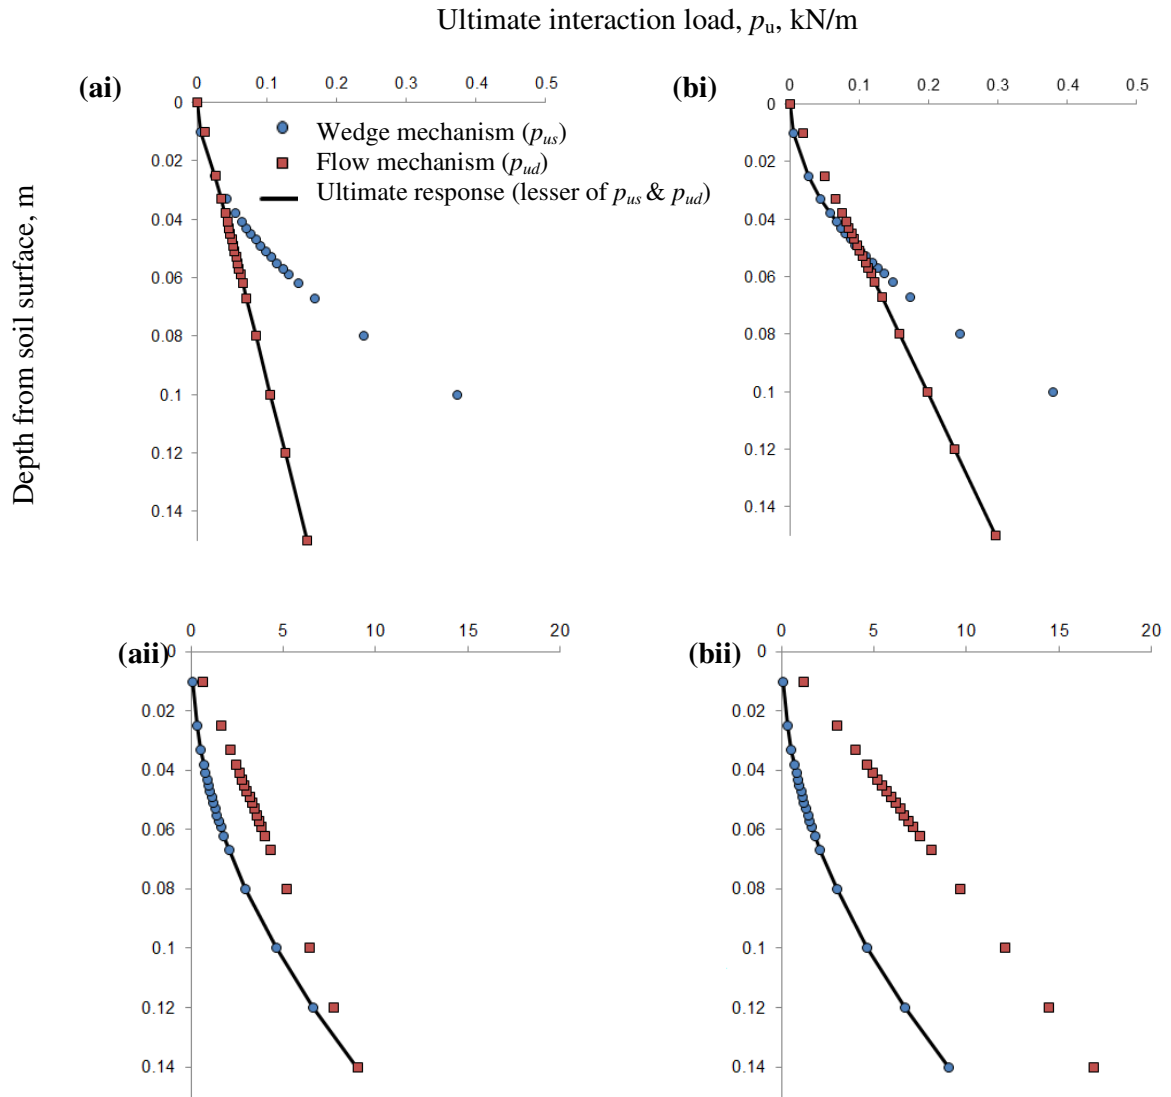 Ultimate interaction load, pu, kN/m
Depth from soil surface, m
(ai)
0 0.1 0.2 0.3 0.4 0.5
0
0.02
0.04
0.06
0.08
0.1
0.12
0.14
Wedge mechanism (pus)
Flow mechanism (pud)
Ultimate response (lesser of pus & pud)
(bi)
0 0.1 0.2 0.3 0.4 0.5
0
0.02
0.04
0.06
0.08
0.1
0.12
0.14
(aii)
0 5 10 15 20
0
0.02
0.04
0.06
0.08
0.1
0.12
0.14
(bii)
0 5 10 15 20
0
0.02
0.04
0.06
0.08
0.1
0.12
0.14